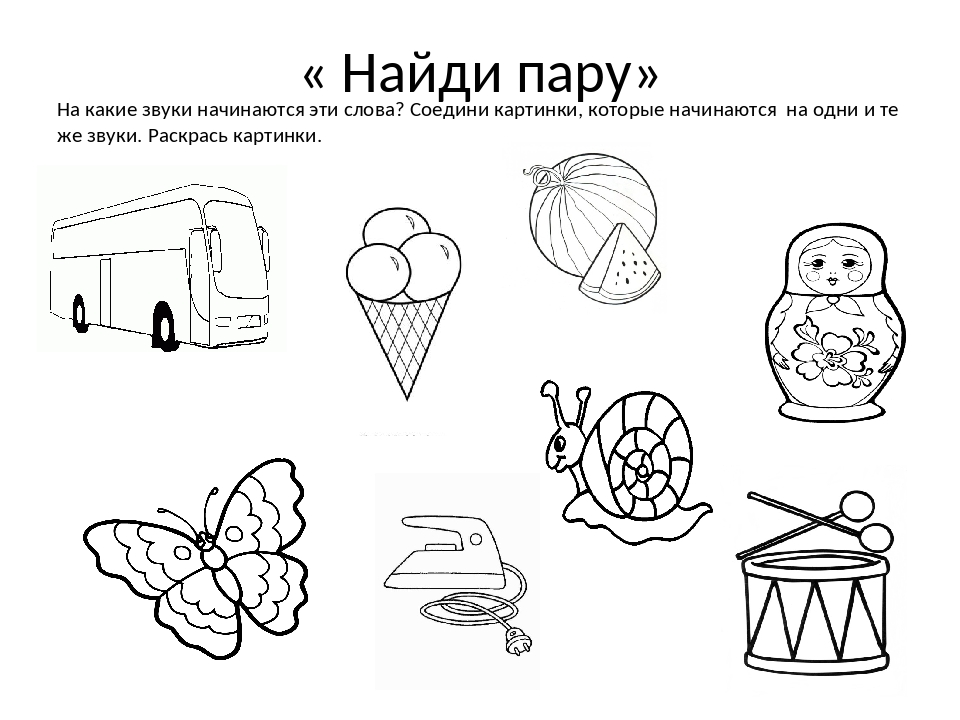 « Найди пару»
На какие звуки начинаются эти слова? Соедини картинки, которые начинаются  на одни и те
же звуки. Раскрась картинки.